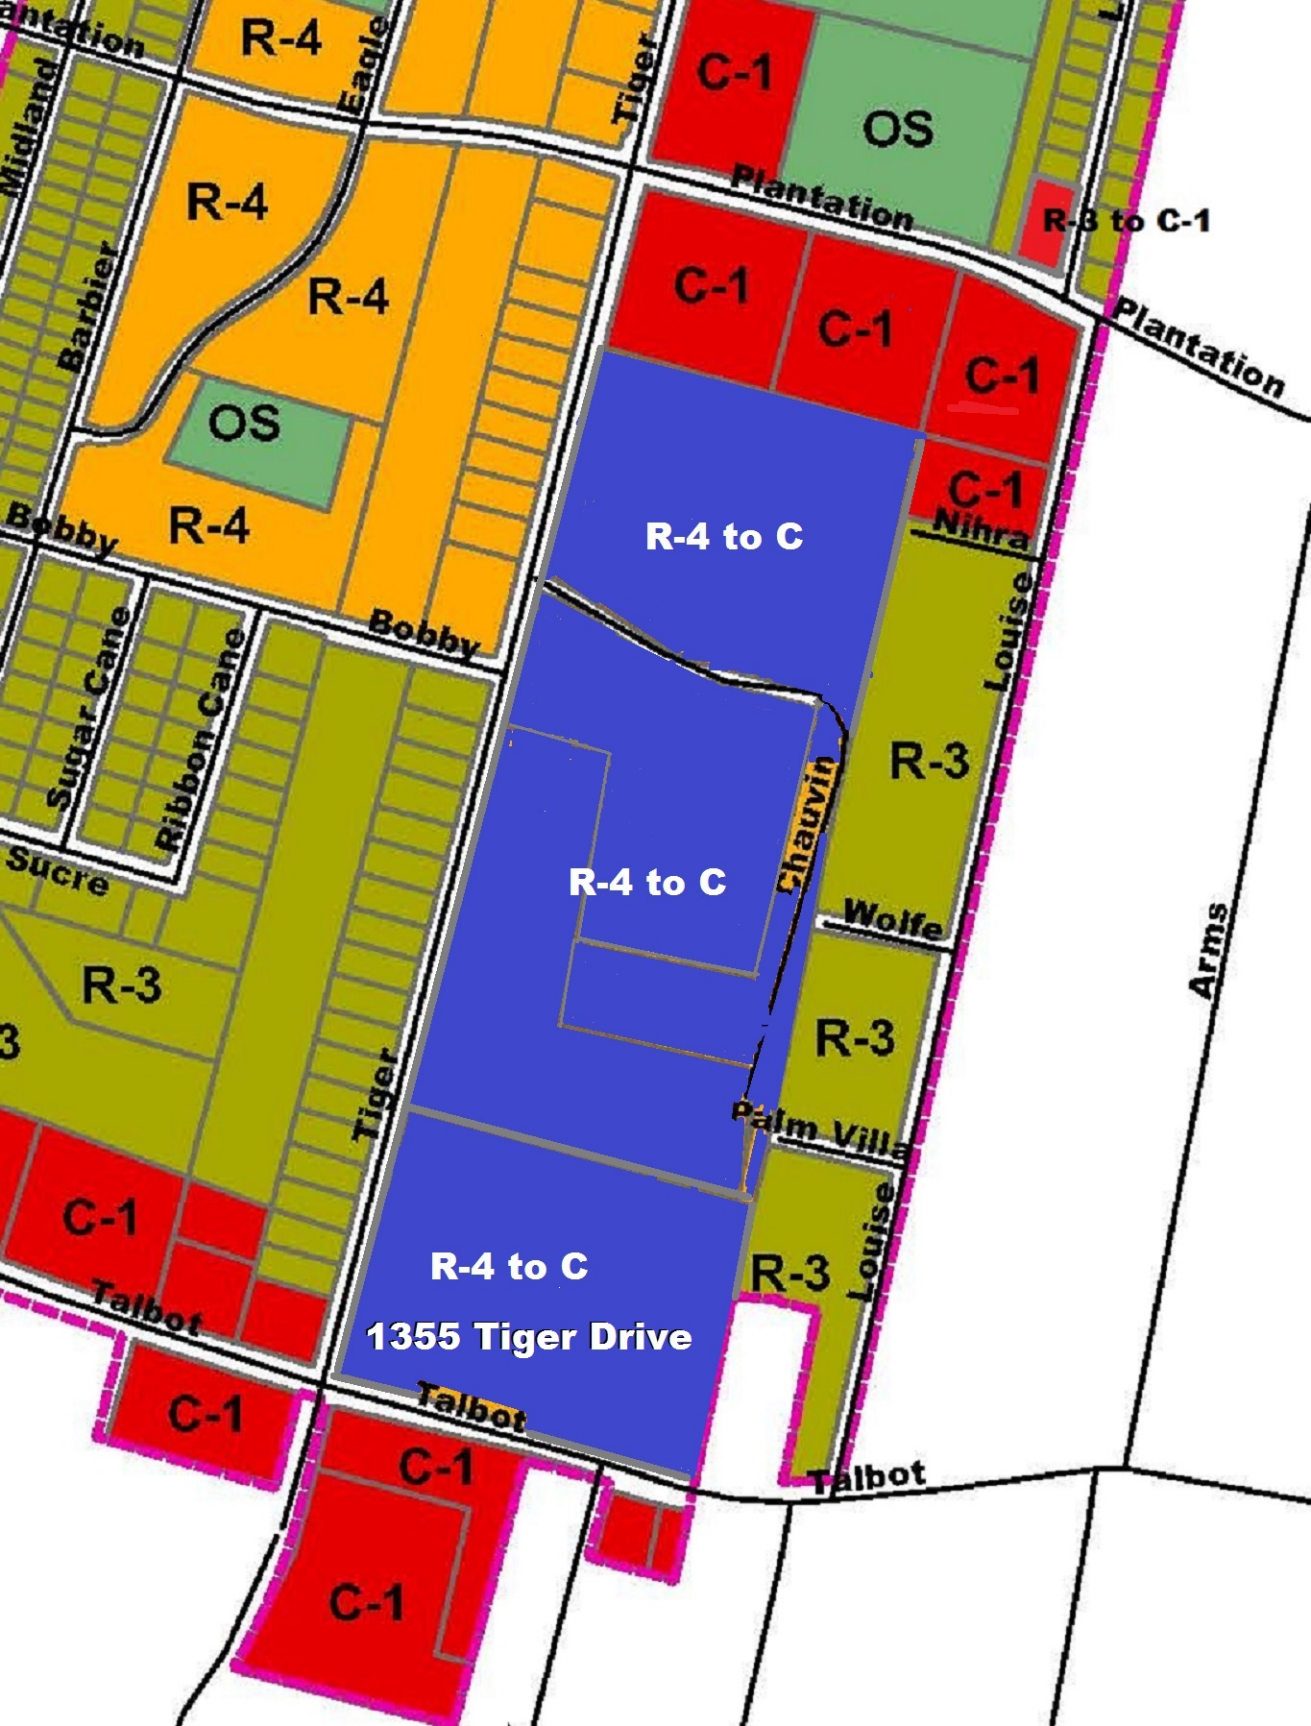 antation
R-4
Eagle
Tiger
C-1
OS
L
Midland
Plantation
R-3 to C-1
R-4
R-4
Barbier
C-1
C-1
C-1
Plantation
OS
C-1
Nihra
R-4
Bobby
R-4 to C
Bobby
Louise
Sugar Cane
Ribbon Cane
R-3
Chauvin
Sucre
R-4 to C
Wolfe
Arms
R-3
3
R-3
Tiger
Palm Villa
C-1
Louise
R-4 to C
R-3
Talbot
1355 Tiger Drive
C-1
Talbot
C-1
Talbot
C-1